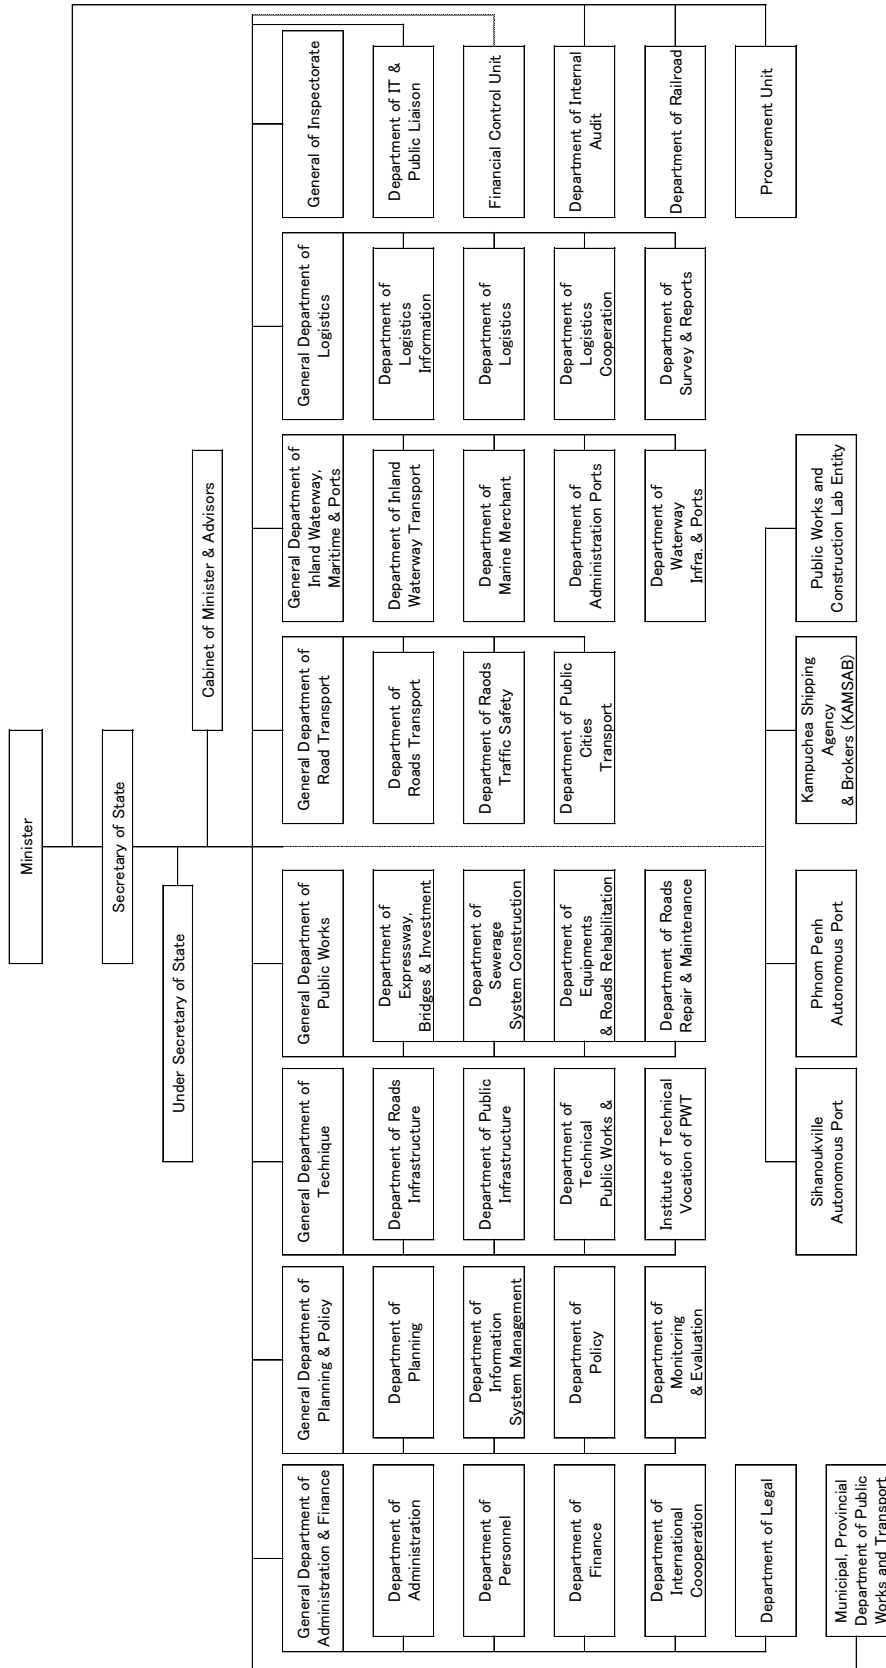 Minister
Secretary of State
Under Secretary of State
Cabinet of Minister & Advisors
General Department of
Administration & Finance
Department of
Administration
Department of
Personnel
Department of
Finance
Department of
International
Coooperation
Department of Legal
Municipal, Provincial
Department of Public
Works and Transport
General Department of
Planning & Policy
Department of
Planning
Department of
Information
System Management
Department of
Policy
Department of
Monitoring
& Evaluation
General Department of
Technique
Department of Roads
Infrastructure
Department of Public
Infrastructure
Department of
Technical
Public Works &
Institute of Technical
Vocation of PWT
General Department of
Public Works
Department of
Expressway,
Bridges & Investment
Department of
Sewerage
System Construction
Department of
Equipments
& Roads Rehabilitation
Department of Roads
Repair & Maintenance
General Department of
Road Transport
Department of
Roads Transport
Department of Raods
Traffic Safety
Department of Public
Cities
Transport
General Department of
Inland Waterway,
Maritime & Ports
Department of Inland
Waterway Transport
Department of
Marine Merchant
Department of
Administration Ports
Department of
Waterway
Infra. & Ports
General Department of
Logistics
Department of
Logistics
Information
Department of
Logistics
Department of
Logistics
Cooperation
Department of
Survey & Reports
General of Inspectorate
Department of IT &
Public Liaison
Financial Control Unit
Department of Internal
Audit
Department of Railroad
Procurement Unit
Sihanoukville
Autonomous Port
Phnom Penh
Autonomous Port
Kampuchea Shipping
Agency
& Brokers (KAMSAB)
Public Works and
Construction Lab Entity